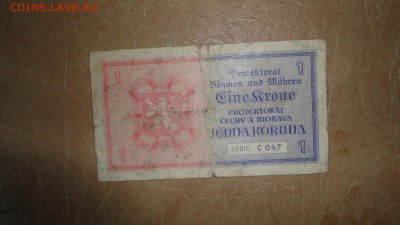 COINS.LAVE.RU
1
1
Protektorat
Böhmen und Mähren
Eine Krone
PROTEKTORÁT
ČECHY A MORAVA
JEDNA KORUNA
SERIE: C 047
1
1